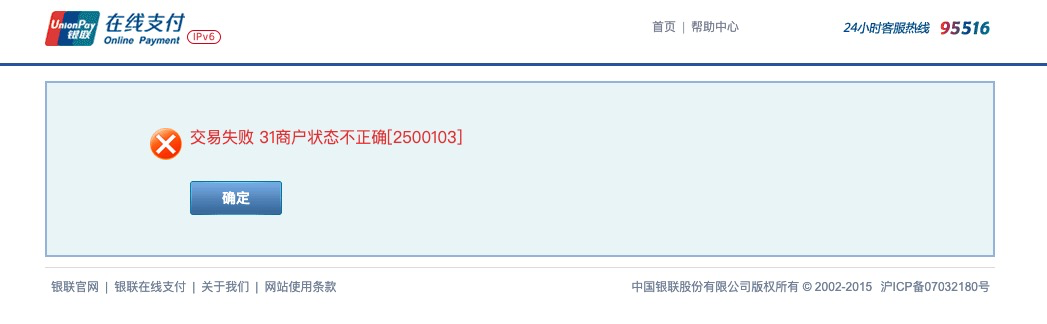 UnionPay 银联 在线支付 Online Payment IPv6 首页 | 帮助中心 24小时客服热线 95516
交易失败 31商户状态不正确[2500103]
确定
银联官网 | 银联在线支付 | 关于我们 | 网站使用条款 中国银联股份有限公司版权所有 © 2002-2015 沪ICP备07032180号